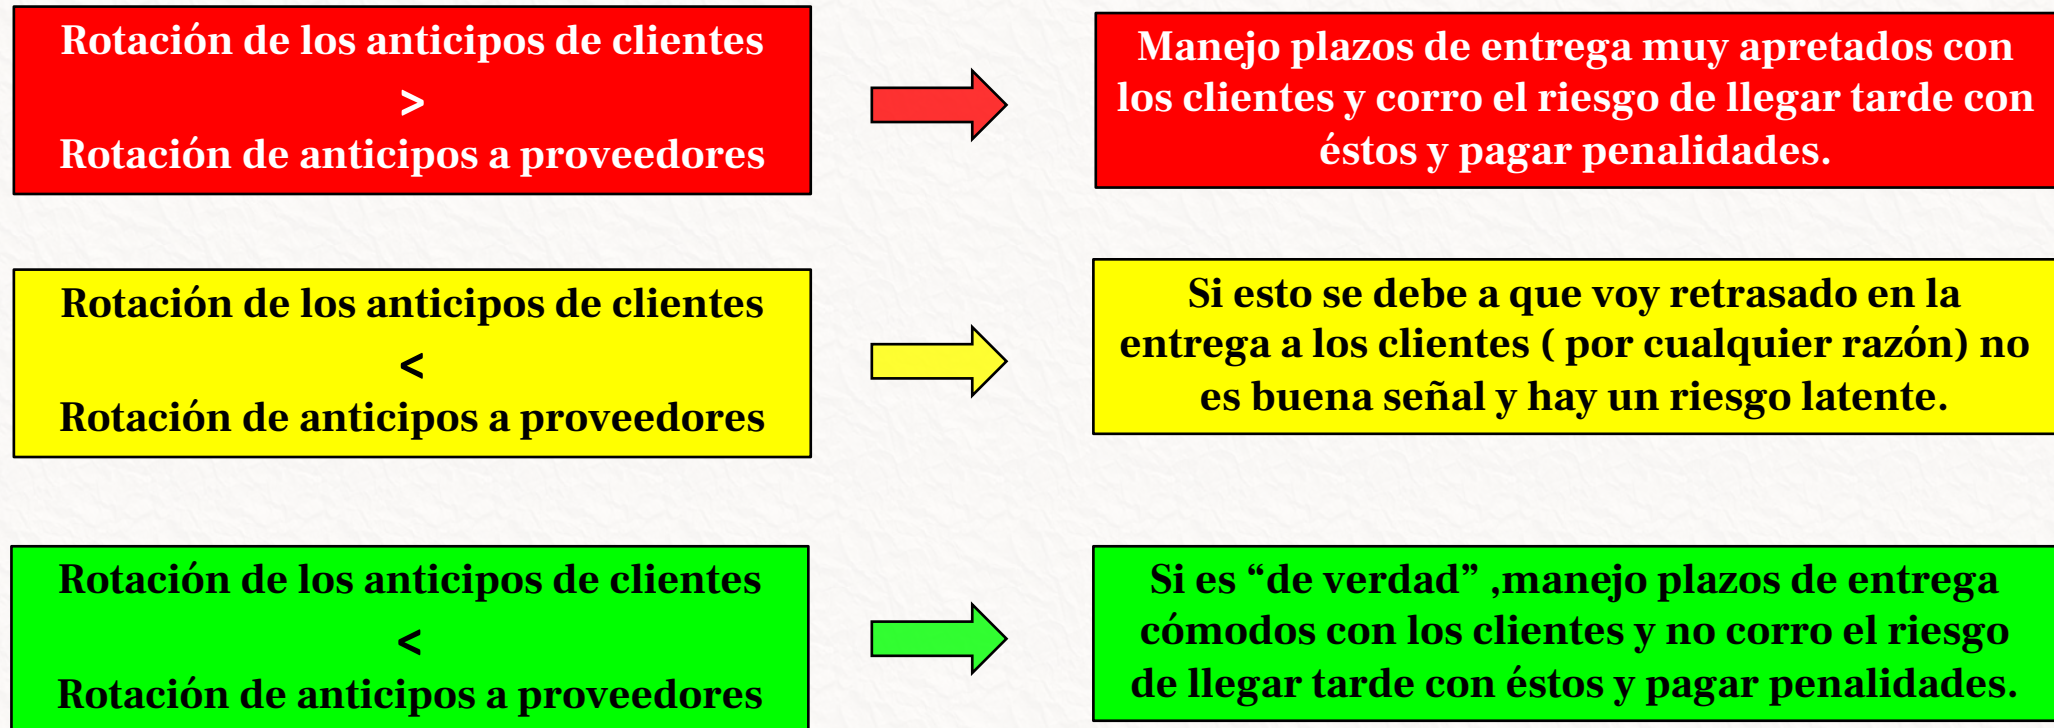 Rotación de los anticipos de clientes
>
Rotación de anticipos a proveedores
Manejo plazos de entrega muy apretados con
los clientes y corro el riesgo de llegar tarde con
éstos y pagar penalidades.
Rotación de los anticipos de clientes
<
Rotación de anticipos a proveedores
Si esto se debe a que voy retrasado en la
entrega a los clientes ( por cualquier razón) no
es buena señal y hay un riesgo latente.
Rotación de los anticipos de clientes
<
Rotación de anticipos a proveedores
Si es “de verdad” ,manejo plazos de entrega
cómodos con los clientes y no corro el riesgo
de llegar tarde con éstos y pagar penalidades.